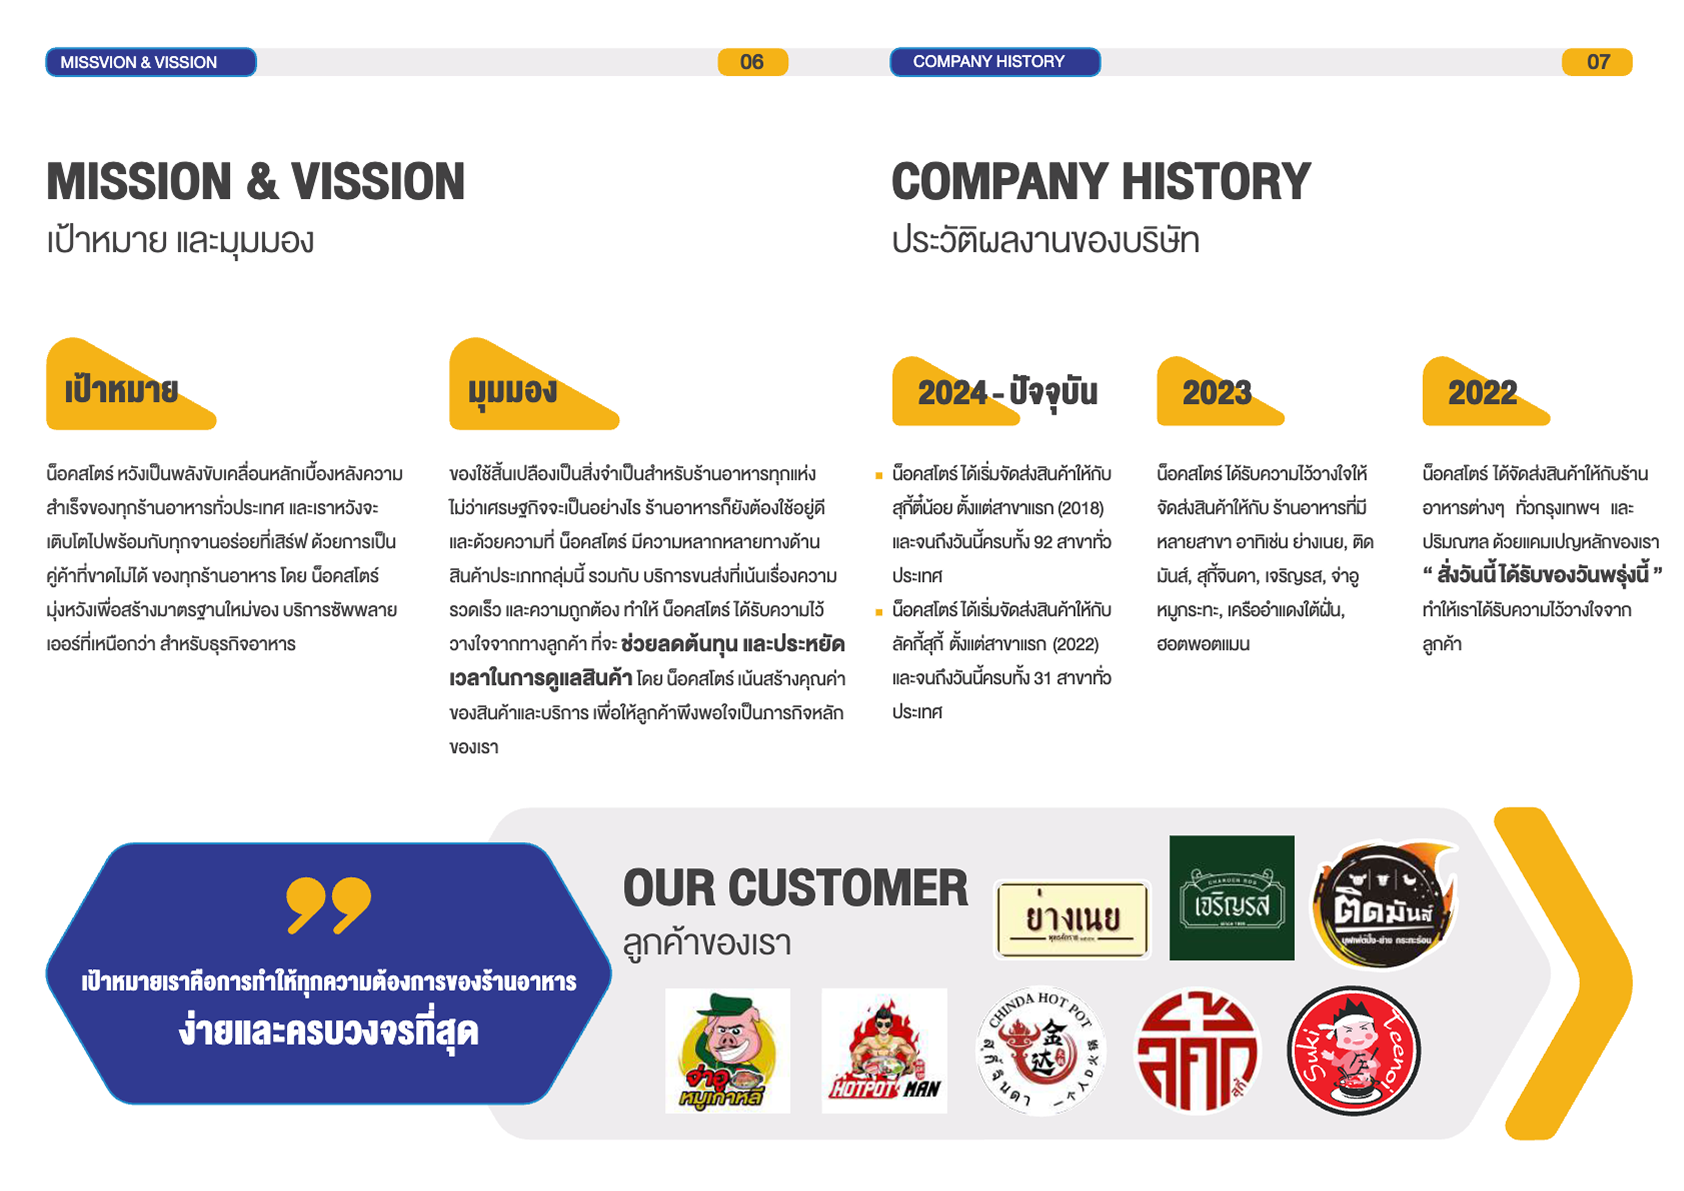 MISSVION & VISSION
06
MISSION & VISSION
เป้าหมาย และมุมมอง
เป้าหมาย
น็อคสโตร์ หวังเป็นพลังขับเคลื่อนหลักเบื้องหลังความ
สำเร็จของทุกร้านอาหารทั่วประเทศ และเราหวังจะ
เติบโตไปพร้อมกับทุกจานอร่อยที่เสิร์ฟ ด้วยการเป็น
คู่ค้าที่ขาดไม่ได้ ของทุกร้านอาหาร โดย น็อคสโตร์
มุ่งหวังเพื่อสร้างมาตรฐานใหม่ของ บริการซัพพลาย
เออร์ที่เหนือกว่า สำหรับธุรกิจอาหาร
มุมมอง
ของใช้สิ้นเปลืองเป็นสิ่งจำเป็นสำหรับร้านอาหารทุกแห่ง
ไม่ว่าเศรษฐกิจจะเป็นอย่างไร ร้านอาหารก็ยังต้องใช้อยู่ดี
และด้วยความที่ น็อคสโตร์ มีความหลากหลายทางด้าน
สินค้าประเภทกลุ่มนี้ รวมกับ บริการขนส่งที่เน้นเรื่องความ
รวดเร็ว และความถูกต้อง ทำให้ น็อคสโตร์ ได้รับความไว้
วางใจจากทางลูกค้า ที่จะ ช่วยลดต้นทุน และประหยัด
เวลาในการดูแลสินค้า โดย น็อคสโตร์ เน้นสร้างคุณค่า
ของสินค้าและบริการ เพื่อให้ลูกค้าพึงพอใจเป็นภารกิจหลัก
ของเรา
COMPANY HISTORY
07
COMPANY HISTORY
ประวัติผลงานของบริษัท
2024 - ปัจจุบัน
น็อคสโตร์ ได้เริ่มจัดส่งสินค้าให้กับ
สุกี้ตี๋น้อย ตั้งแต่สาขาแรก (2018)
และจนถึงวันนี้ครบทั้ง 92 สาขาทั่ว
ประเทศ
น็อคสโตร์ ได้เริ่มจัดส่งสินค้าให้กับ
ลัคกี้สุกี้ ตั้งแต่สาขาแรก (2022)
และจนถึงวันนี้ครบทั้ง 31 สาขาทั่ว
ประเทศ
2023
น็อคสโตร์ ได้รับความไว้วางใจให้
จัดส่งสินค้าให้กับ ร้านอาหารที่มี
หลายสาขา อาทิเช่น ย่างเนย, ติด
มันส์, สุกี้จินดา, เจริญรส, จ่าอู
หมูกระทะ, เครืออำแดงใต้ฝั่น,
ฮอตพอตแมน
2022
น็อคสโตร์ ได้จัดส่งสินค้าให้กับร้าน
อาหารต่างๆ ทั่วกรุงเทพฯ และ
ปริมณฑล ด้วยแคมเปญหลักของเรา
“ สั่งวันนี้ ได้รับของวันพรุ่งนี้ ”
ทำให้เราได้รับความไว้วางใจจาก
ลูกค้า
เป้าหมายเราคือการทำให้ทุกความต้องการของร้านอาหาร
ง่ายและครบวงจรที่สุด
OUR CUSTOMER
ลูกค้าของเรา
ย่างเนย
CHAROEN ROS
เจริญรส
ติดมันส์
บุฟเฟ่ต์ปิ้ง-ย่าง กระทะร้อน
จ่าอู
หมูเกาหลี
HOTPOT MAN
CHINDA HOT POT
สุกี้จินดา
一个人の火锅
ลัคกี้
สุกี้
Suki Teenoi